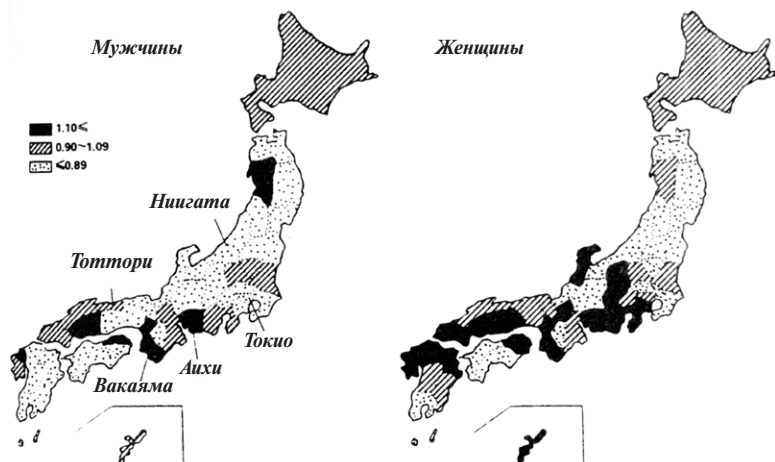 Мужчины
Женщины
1.10≤
0.90~1.09
≤0.89
Ниигата
Тоттори
Токио
Аихи
Вакаяма